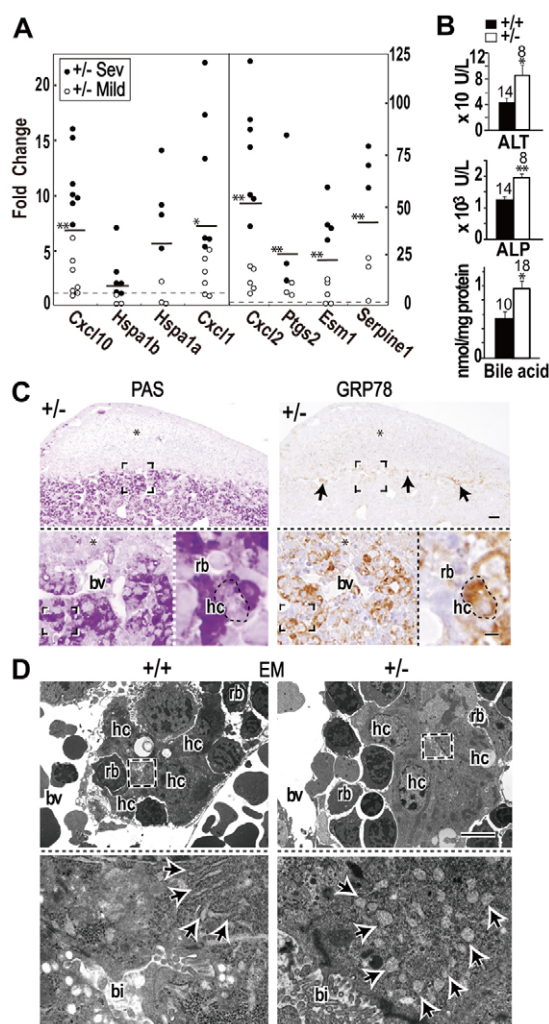 A
B
● +/- Sev
○ +/- Mild
Fold Change
20
15
10
5
0
125
100
75
50
25
0
**
*
**
**
**
**
Cxcl10
Hspa1b
Hspa1a
Cxcl1
Cxcl2
Ptgs2
Esm1
Serpine1
+/+
+/-
x 10 U/L
12
8
4
0
14
8
*
ALT
x 10³ U/L
2
1
0
14
8
**
ALP
nmol/mg protein
1
0
10
18
*
Bile acid
C
PAS
GRP78
+/-
*
+/-
*
*
bv
rb
hc
*
bv
rb
hc
D
+/+
EM
+/-
rb
hc
rb
hc
hc
bv
hc
rb
hc
hc
bv
rb
hc
bi
bi